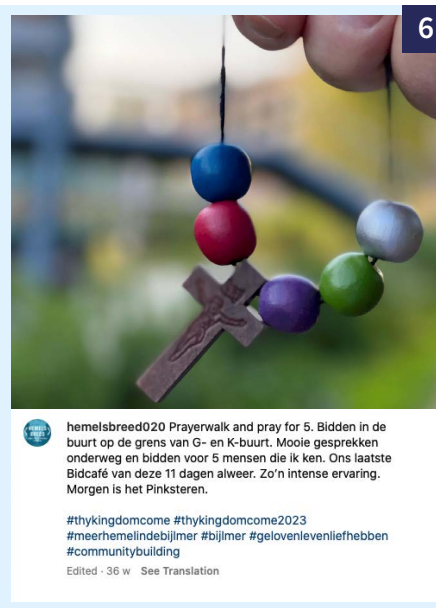 6
hemelsbreed020 Prayerwalk and pray for 5. Bidden in de
buurt op de grens van G- en K-buurt. Mooie gesprekken
onderweg en bidden voor 5 mensen die ik ken. Ons laatste
Bidcafé van deze 11 dagen alweer. Zo’n intense ervaring.
Morgen is het Pinksteren.
#thykingdomcome #thykingdomcome2023
#meerhemelindebijlmer #bijlmer #gelovenlevenliefhebben
#communitybuilding
Edited · 36 w See Translation